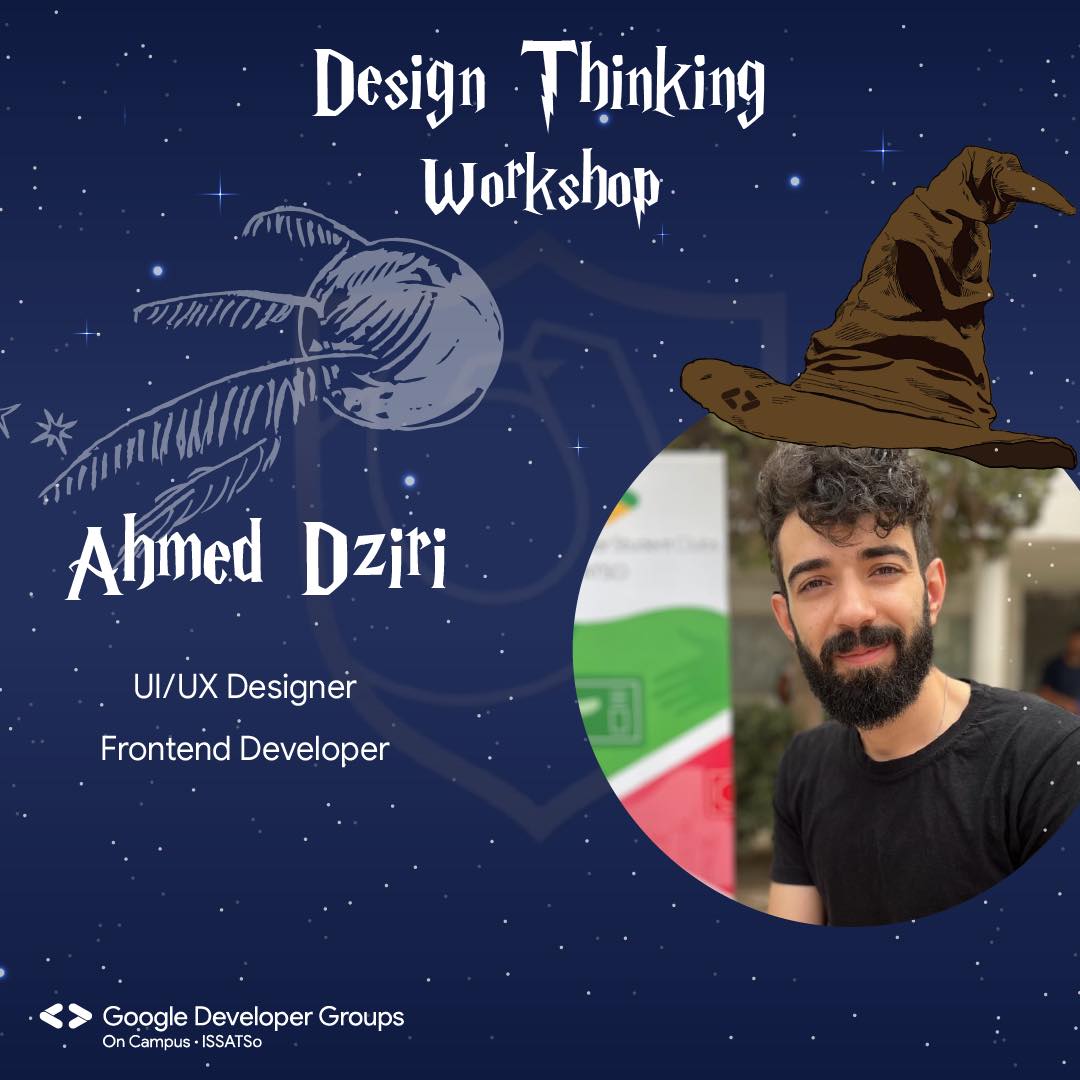 Design Thinking
Workshop
Ahmed Dziri
UI/UX Designer
Frontend Developer
Google Developer Groups
On Campus · ISSATSo